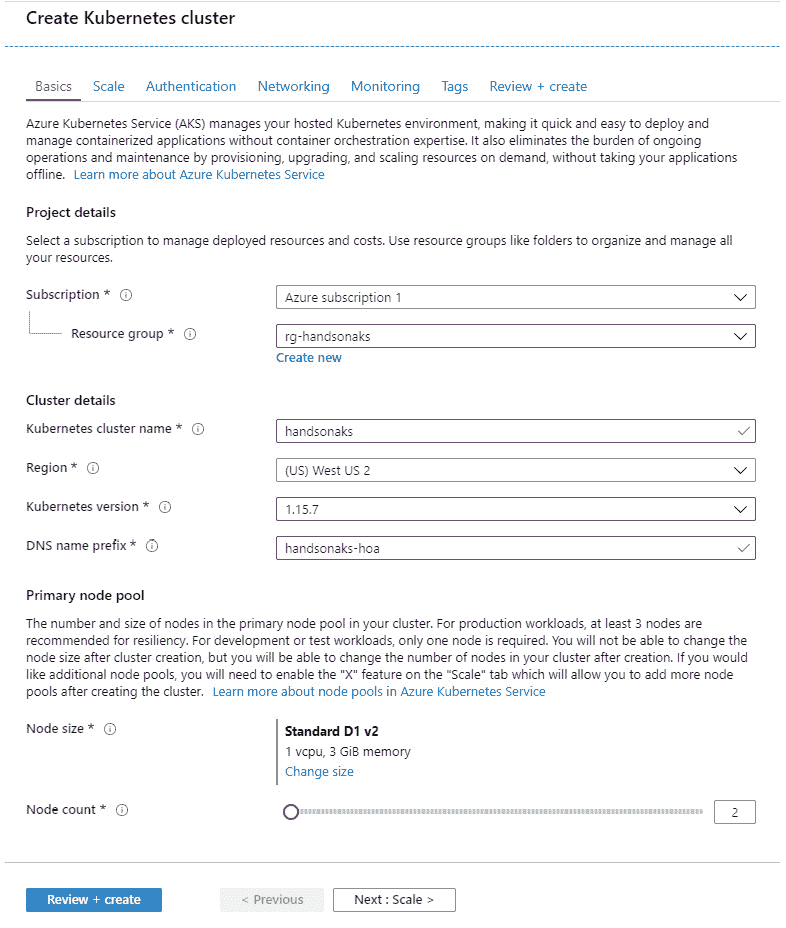 Create Kubernetes cluster
Basics Scale Authentication Networking Monitoring Tags Review + create
Azure Kubernetes Service (AKS) manages your hosted Kubernetes environment, making it quick and easy to deploy and
manage containerized applications without container orchestration expertise. It also eliminates the burden of ongoing
operations and maintenance by provisioning, upgrading, and scaling resources on demand, without taking your applications
offline. Learn more about Azure Kubernetes Service
Project details
Select a subscription to manage deployed resources and costs. Use resource groups like folders to organize and manage all
your resources.
Subscription * Azure subscription 1
Resource group * rg-handsonaks
Create new
Cluster details
Kubernetes cluster name * handsonaks
Region * (US) West US 2
Kubernetes version * 1.15.7
DNS name prefix * handsonaks-hoa
Primary node pool
The number and size of nodes in the primary node pool in your cluster. For production workloads, at least 3 nodes are
recommended for resiliency. For development or test workloads, only one node is required. You will not be able to change the
node size after cluster creation, but you will be able to change the number of nodes in your cluster after creation. If you would
like additional node pools, you will need to enable the "X" feature on the "Scale" tab which will allow you to add more node
pools after creating the cluster. Learn more about node pools in Azure Kubernetes Service
Node size * Standard D1 v2
1 vcpu, 3 GiB memory
Change size
Node count * 2
Review + create < Previous Next : Scale >